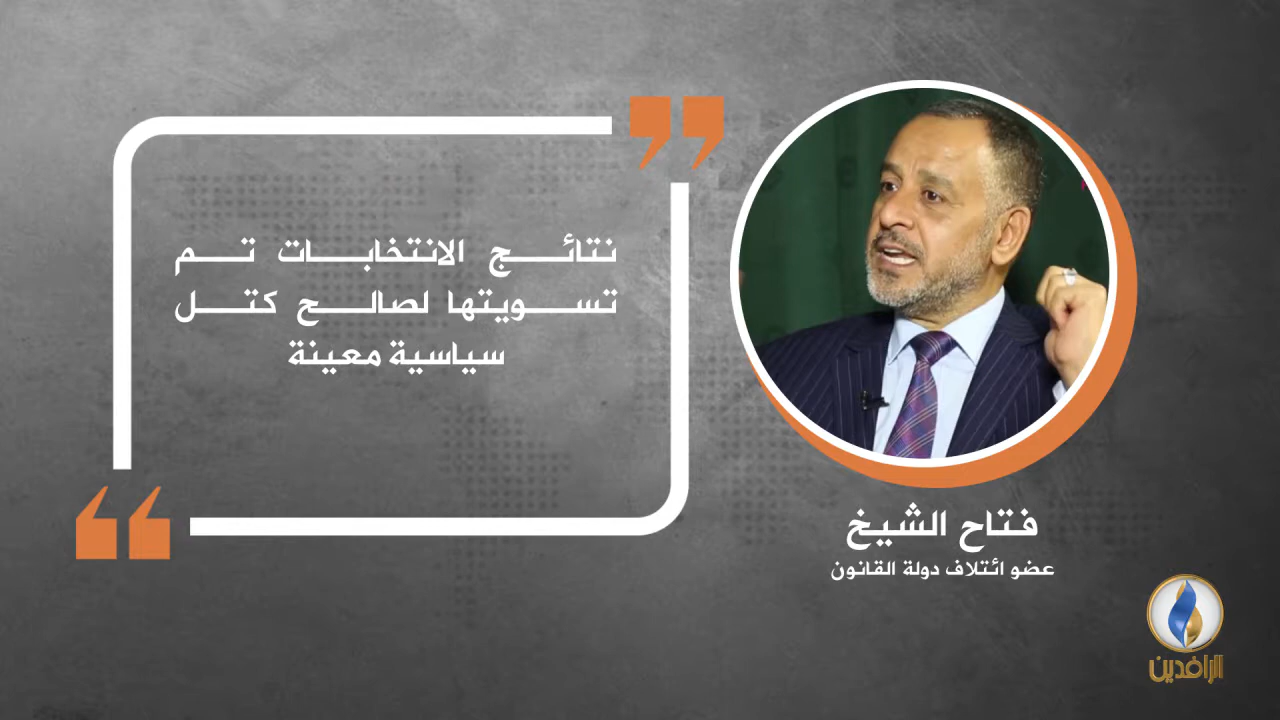 نتائج الانتخابات تم
تسويتها لصالح كتل
سياسية معينة
فتاح الشيخ
عضو ائتلاف دولة القانون
الرافدين